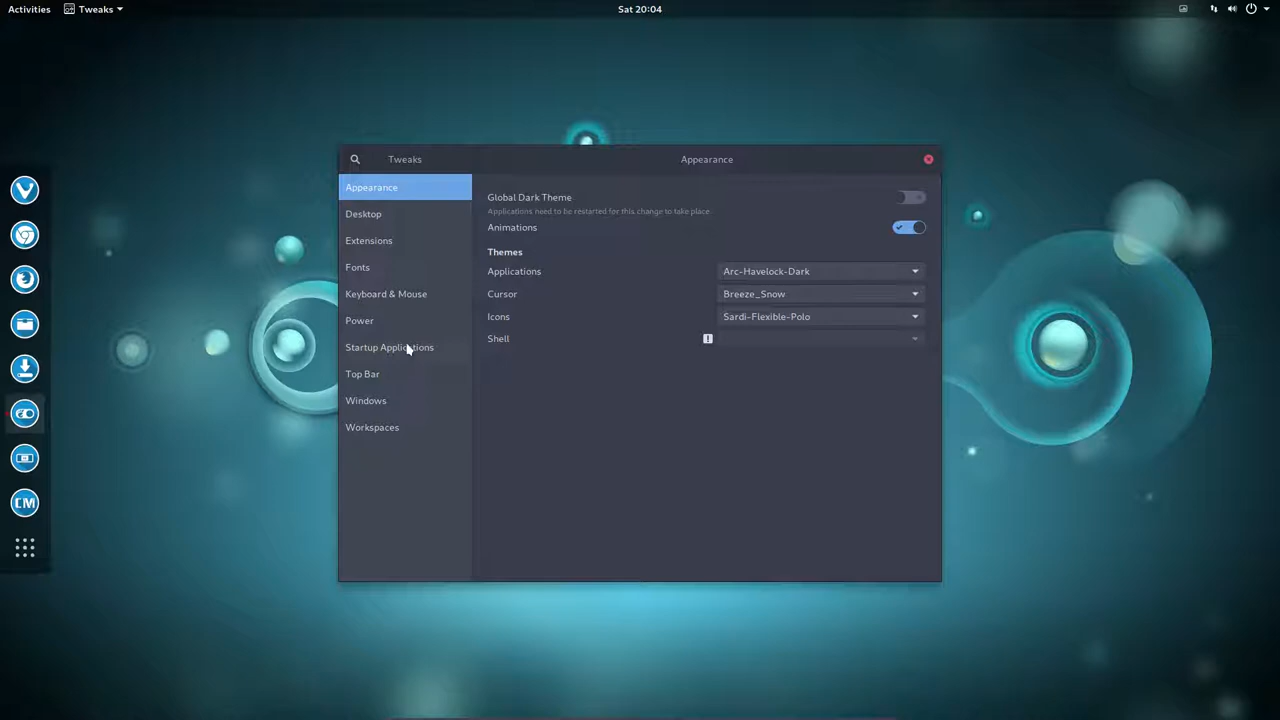 Activities Tweaks Sat 20:04
Tweaks Appearance
Appearance
Desktop
Extensions
Fonts
Keyboard & Mouse
Power
Startup Applications
Top Bar
Windows
Workspaces
Global Dark Theme
Applications need to be restarted for this change to take place.
Animations
Themes
Applications Arc-Havelock-Dark
Cursor Breeze_Snow
Icons Sardi-Flexible-Polo
Shell
CM